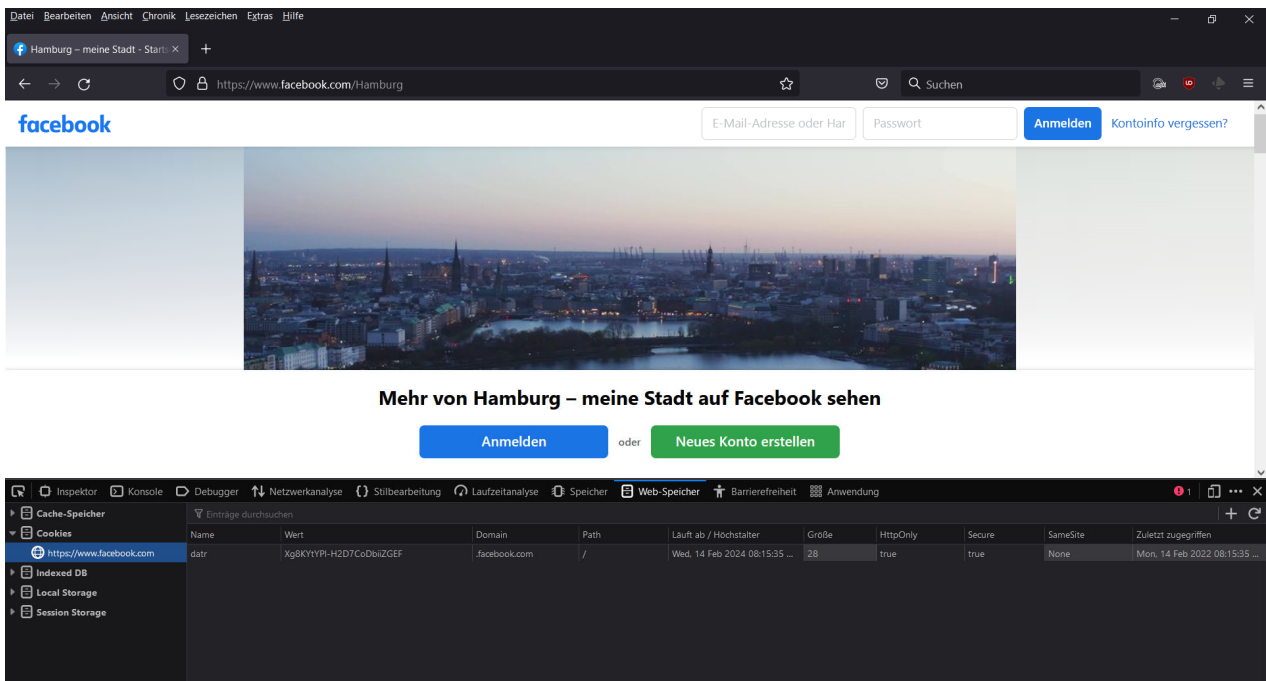 Datei Bearbeiten Ansicht Chronik Lesezeichen Extras Hilfe
Hamburg – meine Stadt - Starts
https://www.facebook.com/Hamburg
Suchen
facebook
E-Mail-Adresse oder Har
Passwort
Anmelden
Kontoinfo vergessen?
Mehr von Hamburg – meine Stadt auf Facebook sehen
Anmelden oder Neues Konto erstellen
Inspektor Konsole Debugger Netzwerkanalyse Stilbearbeitung Laufzeitanalyse Speicher Web-Speicher Barrierefreiheit Anwendung 1
Cache-Speicher
Einträge durchsuchen
Cookies
Name Wert Domain Path Läuft ab / Höchstalter Größe HttpOnly Secure SameSite Zuletzt zugegriffen
https://www.facebook.com
datr Xg8KYtYPl-H2D7CoDbiiZGEF .facebook.com / Wed, 14 Feb 2024 08:15:35 ... 28 true true None Mon, 14 Feb 2022 08:15:35 ...
Indexed DB
Local Storage
Session Storage